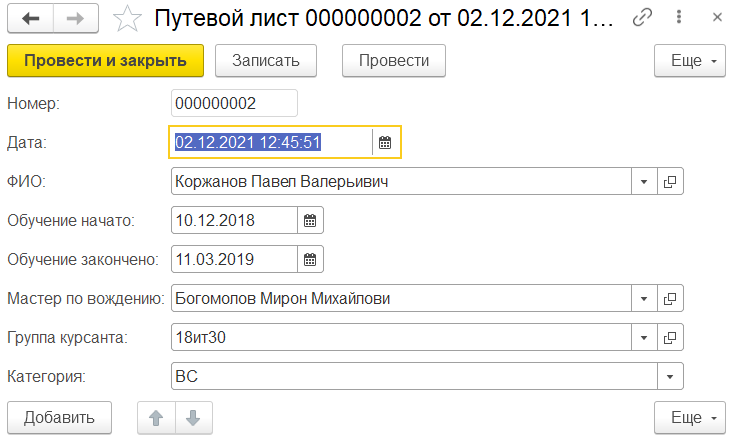 Путевой лист 000000002 от 02.12.2021 1...
Провести и закрыть Записать Провести Еще
Номер: 000000002
Дата: 02.12.2021 12:45:51
ФИО: Коржанов Павел Валерьивич
Обучение начато: 10.12.2018
Обучение закончено: 11.03.2019
Мастер по вождению: Богомолов Мирон Михайлови
Группа курсанта: 18ит30
Категория: BC
Добавить Еще